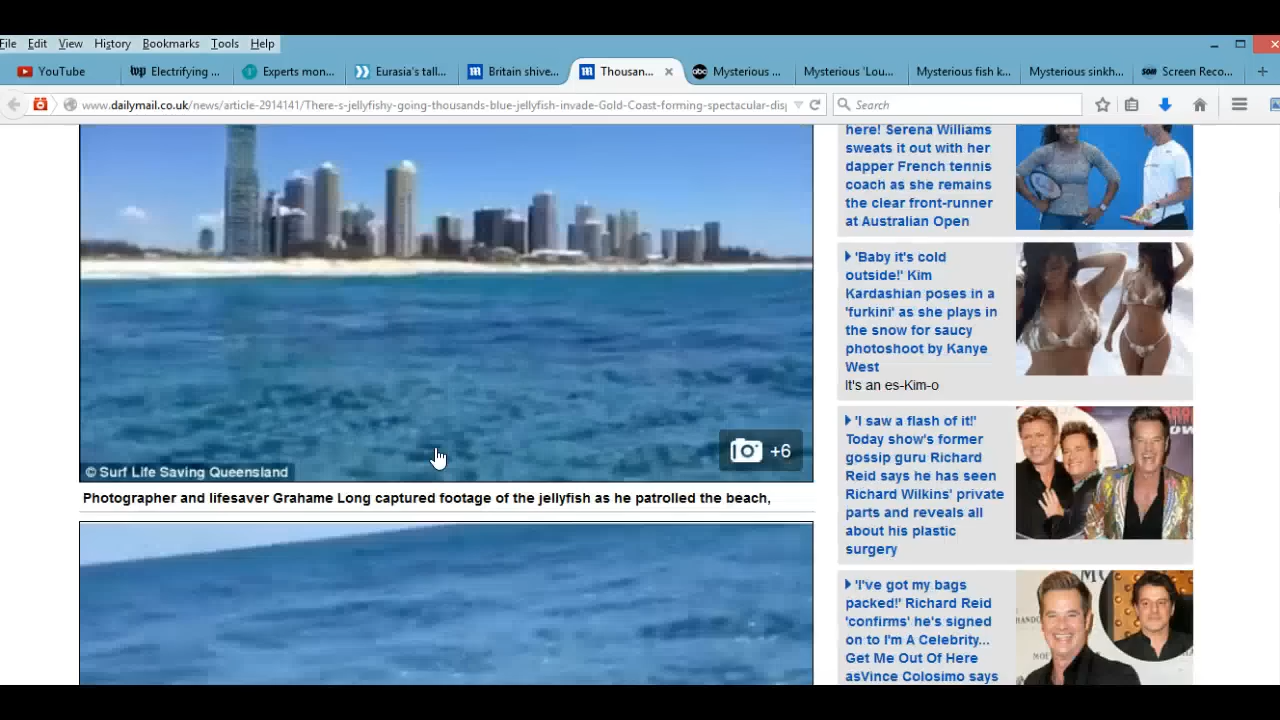 File Edit View History Bookmarks Tools Help
YouTube
Electrifying ...
Experts mon...
Eurasia's tall...
Britain shive...
Thousan...
Mysterious ...
Mysterious 'Lou...
Mysterious fish k...
Mysterious sinkh...
Screen Reco...
www.dailymail.co.uk/news/article-2914141/There-s-jellyfishy-going-thousands-blue-jellyfish-invade-Gold-Coast-forming-spectacular-dis
Search
© Surf Life Saving Queensland
+6
Photographer and lifesaver Grahame Long captured footage of the jellyfish as he patrolled the beach,
here! Serena Williams
sweats it out with her
dapper French tennis
coach as she remains
the clear front-runner
at Australian Open
'Baby it's cold
outside!' Kim
Kardashian poses in a
'furkini' as she plays in
the snow for saucy
photoshoot by Kanye
West
It's an es-Kim-o
'I saw a flash of it!'
Today show's former
gossip guru Richard
Reid says he has seen
Richard Wilkins' private
parts and reveals all
about his plastic
surgery
'I've got my bags
packed!' Richard Reid
'confirms' he's signed
on to I'm A Celebrity...
Get Me Out Of Here
asVince Colosimo says